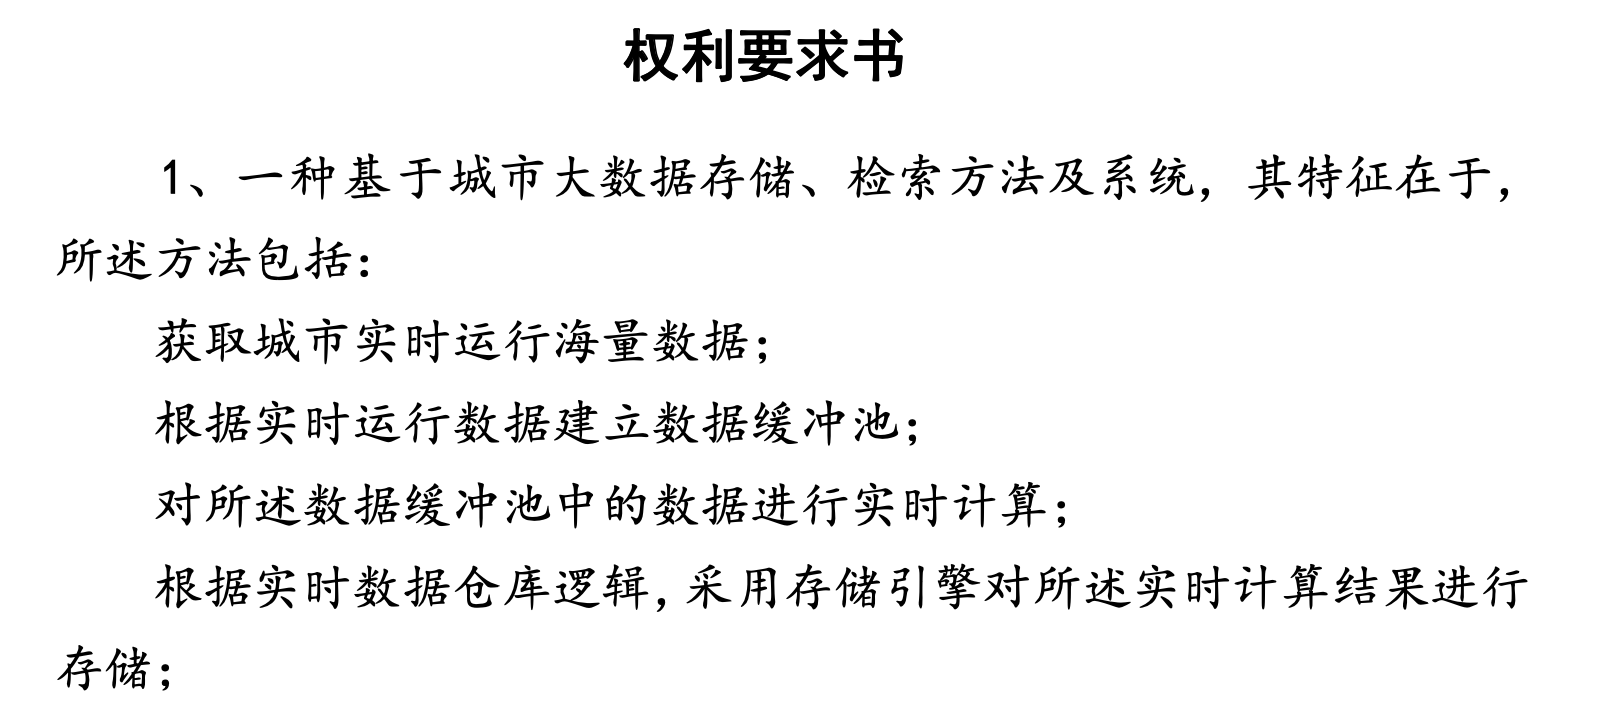 权利要求书
1、一种基于城市大数据存储、检索方法及系统，其特征在于，
所述方法包括：
获取城市实时运行海量数据；
根据实时运行数据建立数据缓冲池；
对所述数据缓冲池中的数据进行实时计算；
根据实时数据仓库逻辑，采用存储引擎对所述实时计算结果进行
存储；